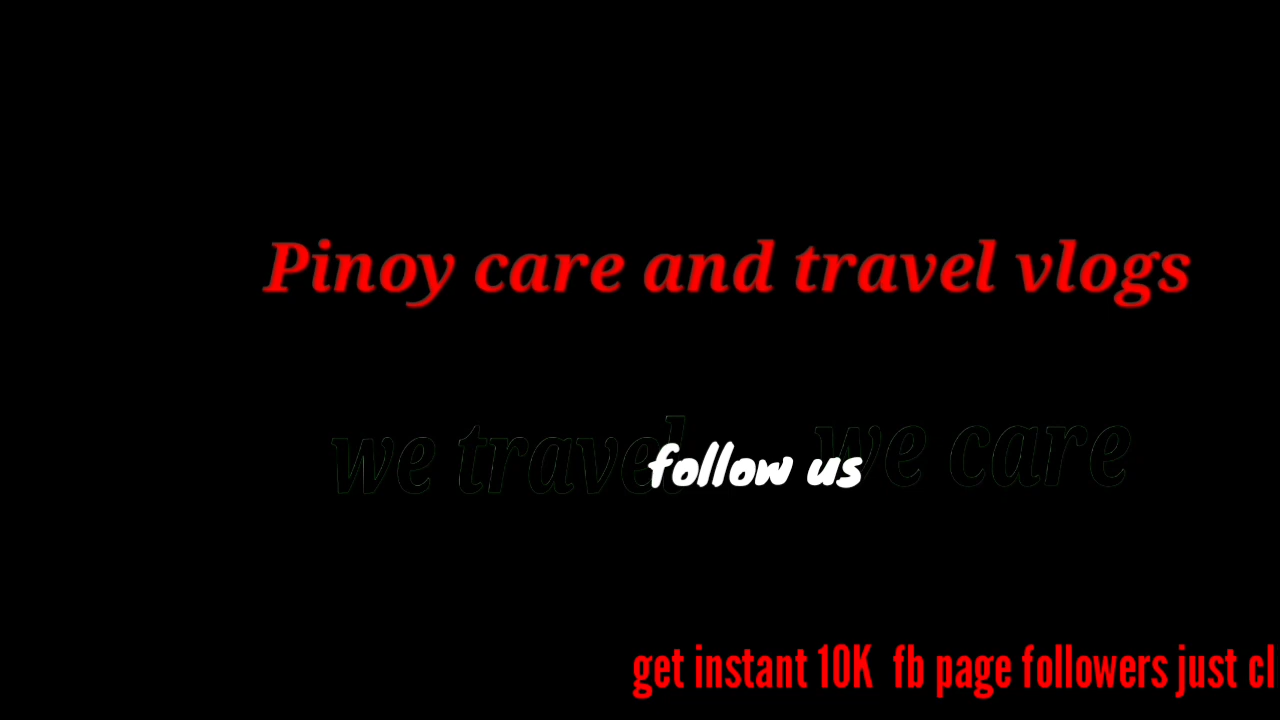 Pinoy care and travel vlogs
we travel we care
follow us
get instant 10K fb page followers just cl